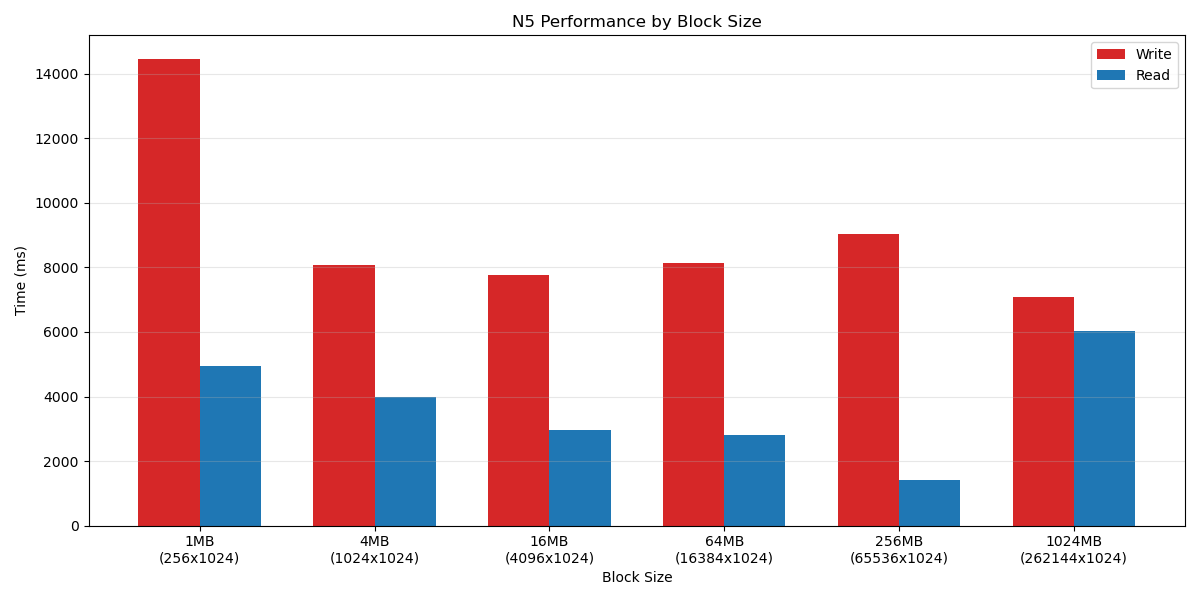 N5 Performance by Block Size
Write
Read
14000
12000
10000
8000
6000
4000
2000
0
Time (ms)
1MB
(256x1024)
4MB
(1024x1024)
16MB
(4096x1024)
64MB
(16384x1024)
256MB
(65536x1024)
1024MB
(262144x1024)
Block Size